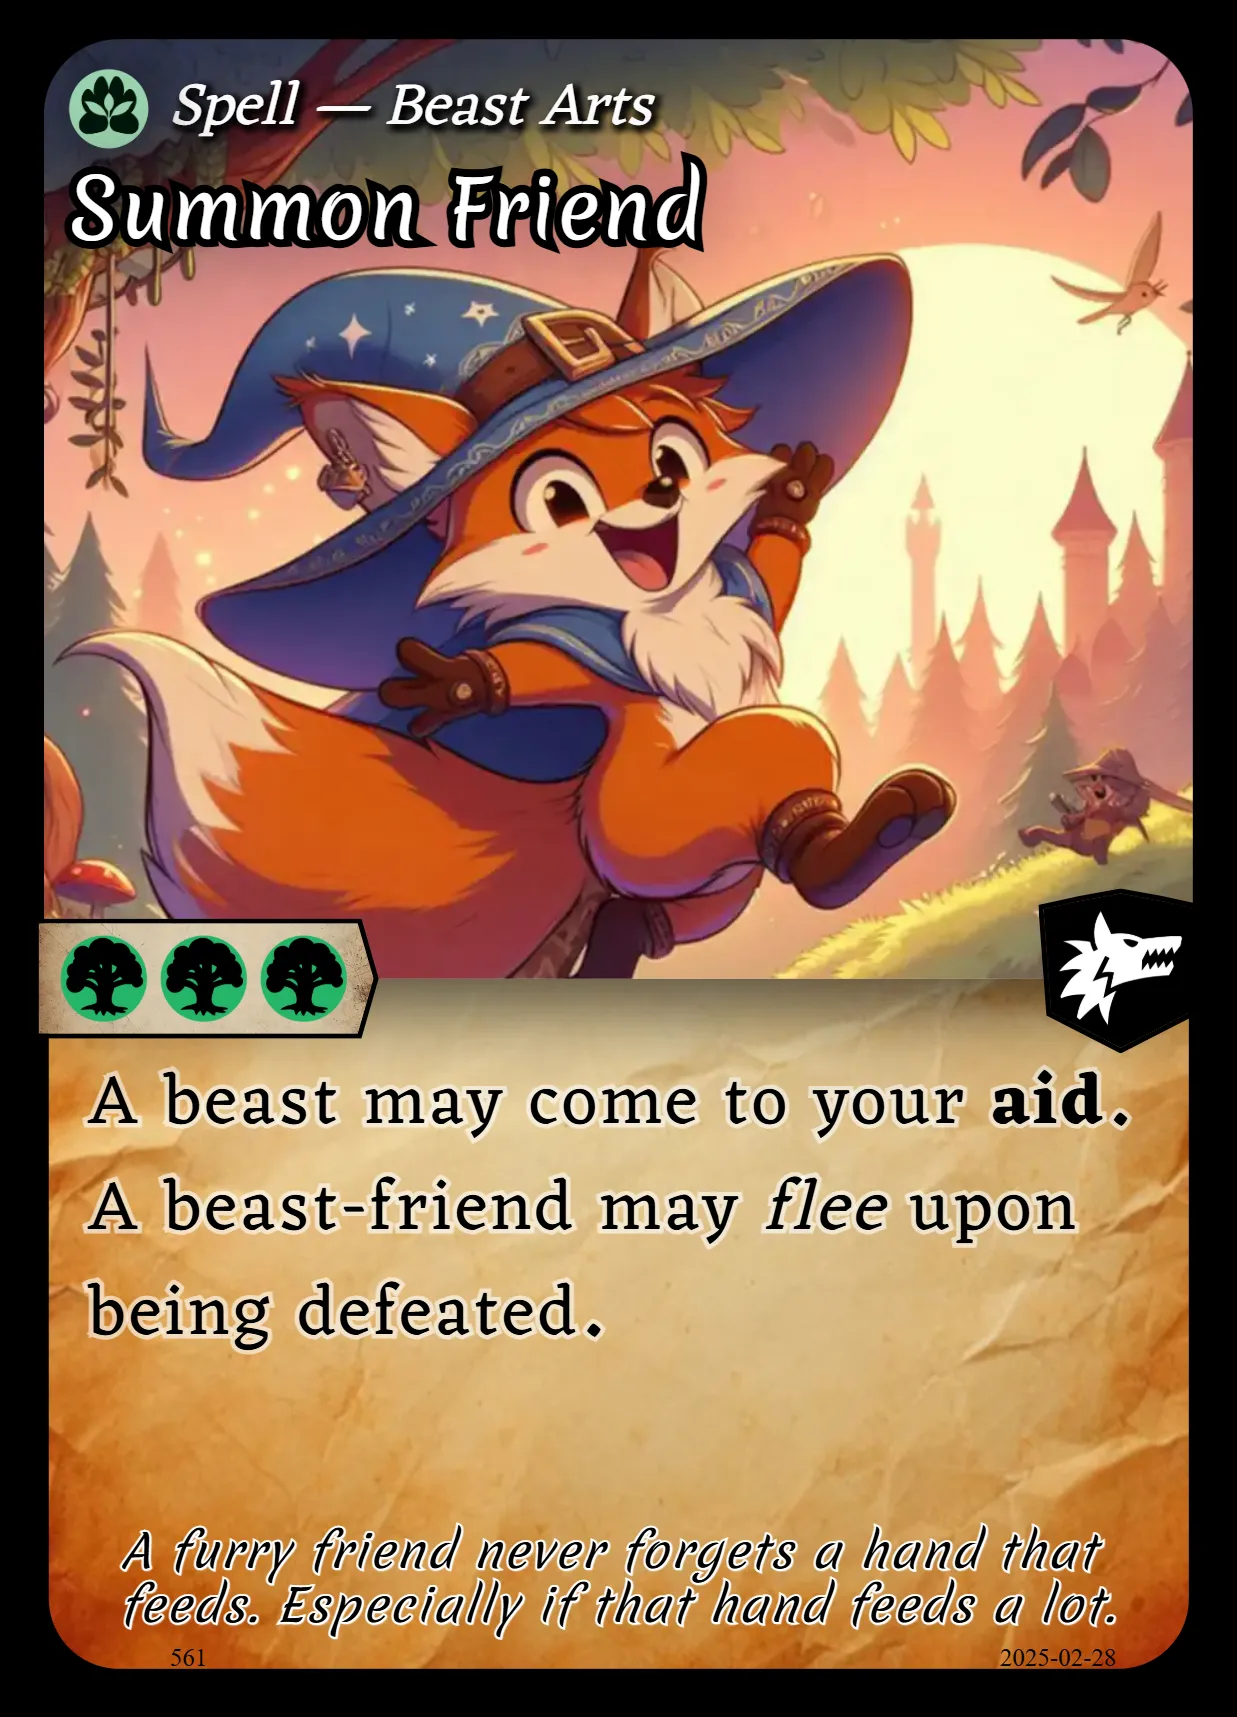 Spell — Beast Arts
Summon Friend
A beast may come to your aid.
A beast-friend may flee upon
being defeated.
A furry friend never forgets a hand that
feeds. Especially if that hand feeds a lot.
561
2025-02-28